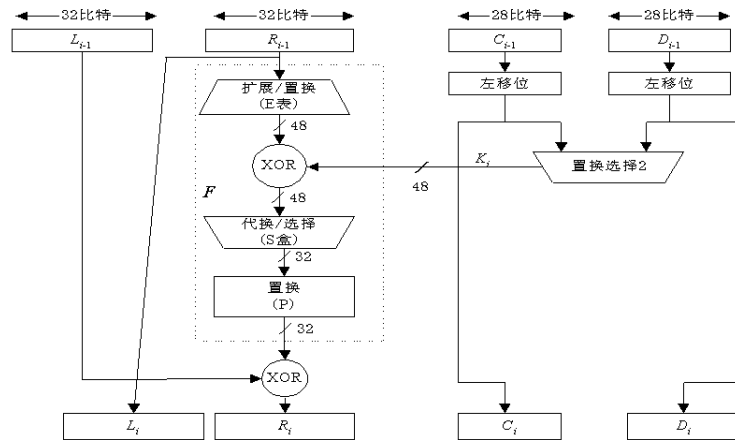 32比特 32比特 28比特 28比特
L_{i-1} R_{i-1} C_{i-1} D_{i-1}
扩展/置换
(E表)
左移位 左移位
48
XOR
K_i
置换选择2
48
F
48
代换/选择
(S盒)
32
置换
(P)
32
XOR
L_i R_i C_i D_i